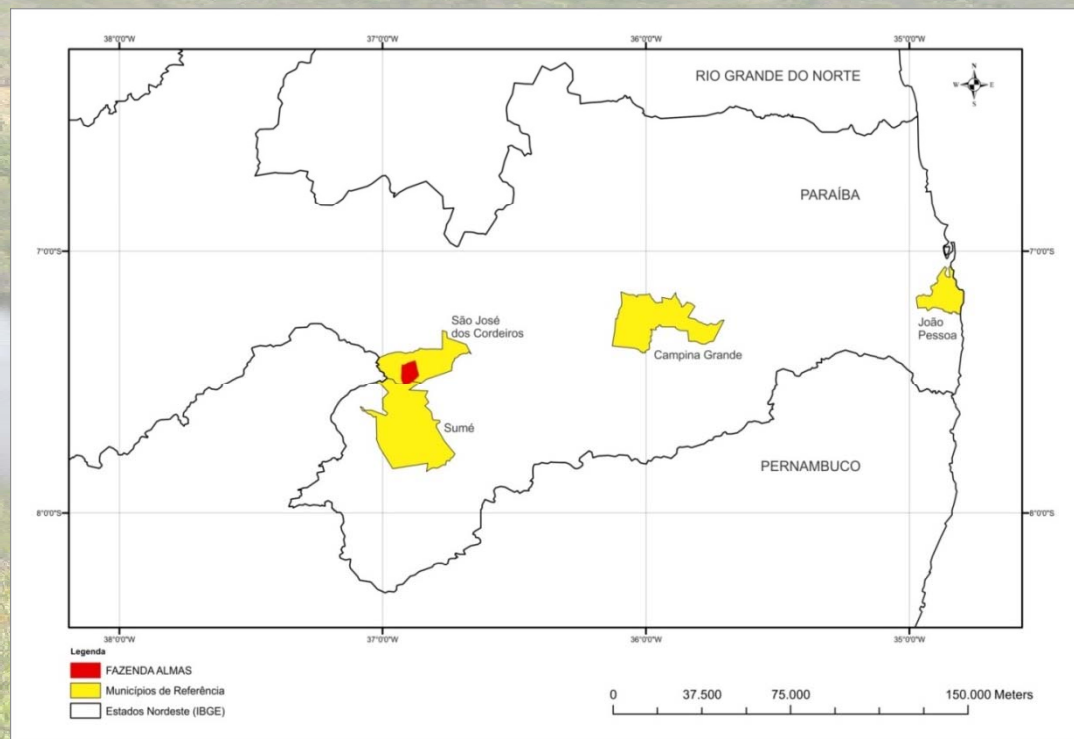 38°0'0"W 37°0'0"W 36°0'0"W 35°0'0"W
RIO GRANDE DO NORTE
N
W E
S
PARAÍBA
7°0'0"S 7°0'0"S
São José
dos Cordeiros
João
Pessoa
Campina Grande
Sumé
PERNAMBUCO
8°0'0"S 8°0'0"S
38°0'0"W 37°0'0"W 36°0'0"W 35°0'0"W
Legenda
FAZENDA ALMAS
Municípios de Referência
Estados Nordeste (IBGE)
0 37.500 75.000 150.000 Meters